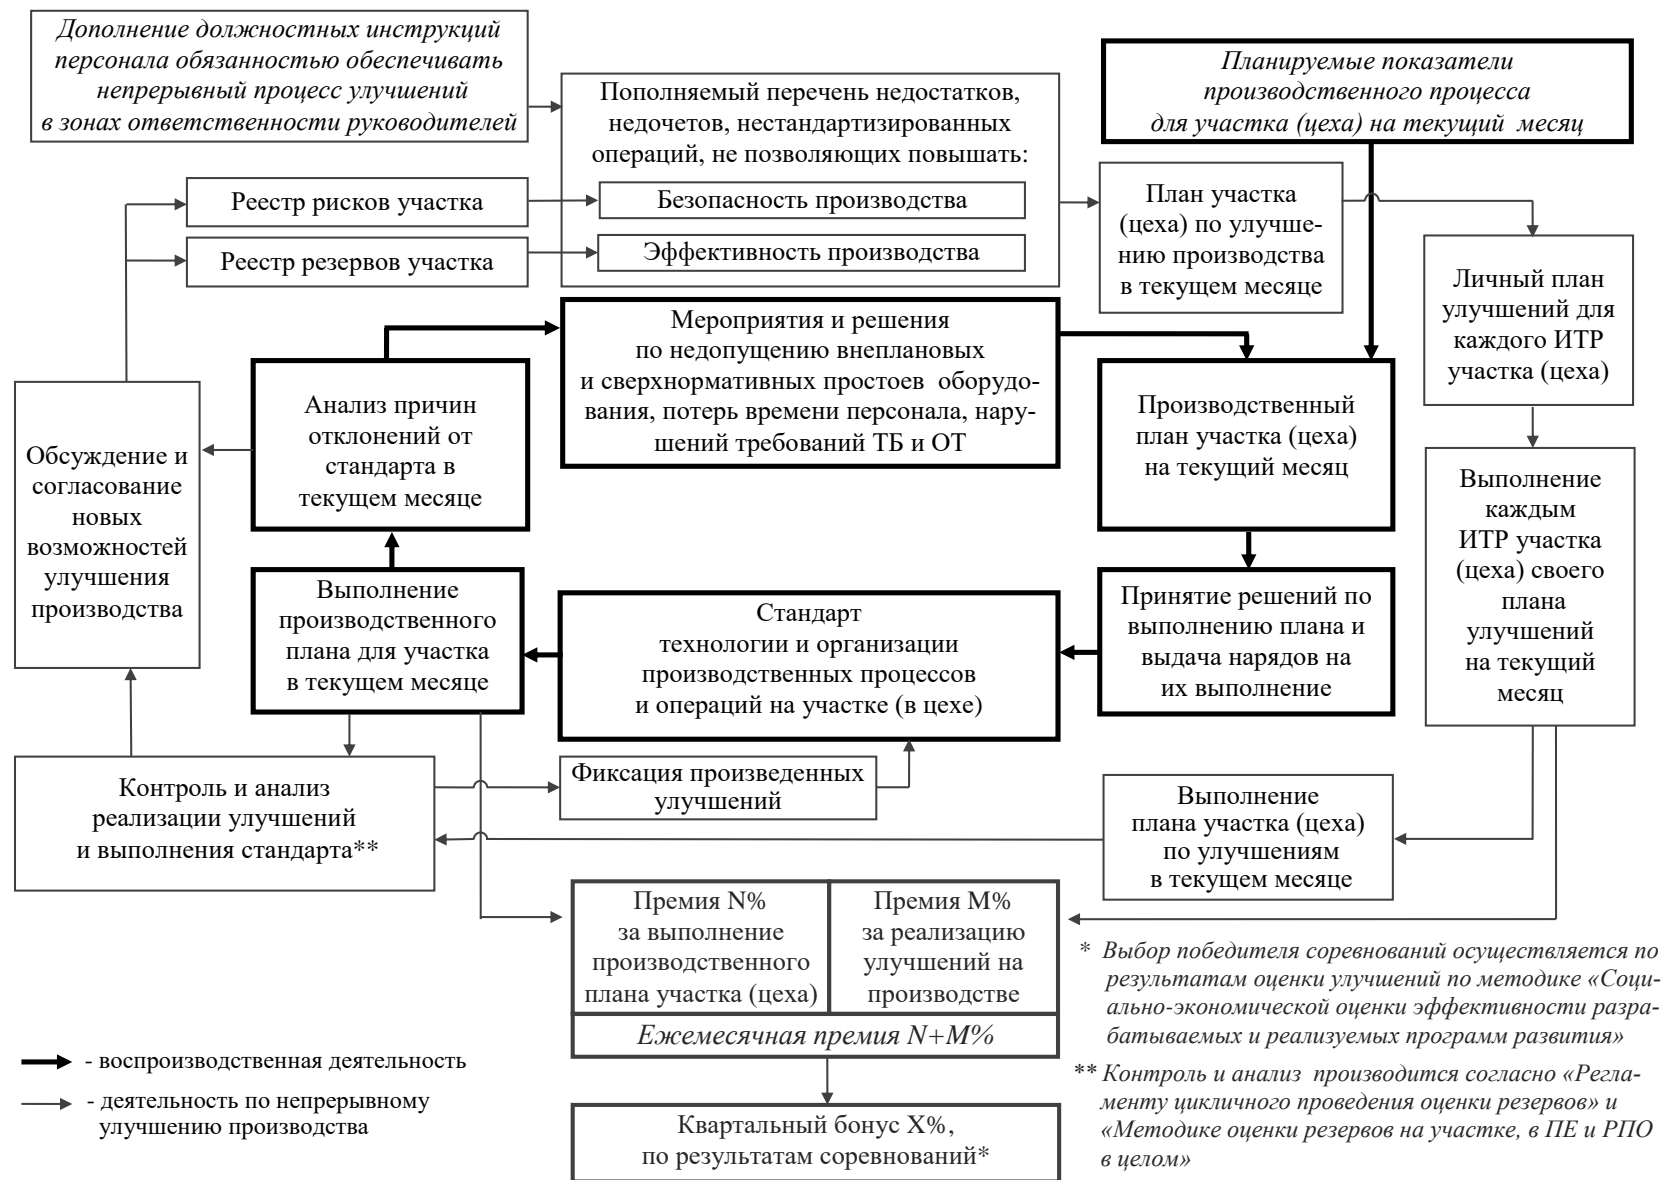 Дополнение должностных инструкций
персонала обязанностью обеспечивать
непрерывный процесс улучшений
в зонах ответственности руководителей
Пополняемый перечень недостатков,
недочетов, нестандартизированных
операций, не позволяющих повышать:
Безопасность производства
Эффективность производства
Планируемые показатели
производственного процесса
для участка (цеха) на текущий месяц
Реестр рисков участка
Реестр резервов участка
План участка
(цеха) по улучше-
нию производства
в текущем месяце
Личный план
улучшений для
каждого ИТР
участка (цеха)
Мероприятия и решения
по недопущению внеплановых
и сверхнормативных простоев оборудо-
вания, потерь времени персонала, нару-
шений требований ТБ и ОТ
Анализ причин
отклонений от
стандарта в
текущем месяце
Производственный
план участка (цеха)
на текущий месяц
Обсуждение и
согласование
новых
возможностей
улучшения
производства
Выполнение
каждым
ИТР участка
(цеха) своего
плана
улучшений
на текущий
месяц
Выполнение
производственного
плана для участка
в текущем месяце
Стандарт
технологии и организации
производственных процессов
и операций на участке (в цехе)
Принятие решений по
выполнению плана и
выдача нарядов на
их выполнение
Контроль и анализ
реализации улучшений
и выполнения стандарта**
Фиксация произведенных
улучшений
Выполнение
плана участка (цеха)
по улучшениям
в текущем месяце
Премия N%
за выполнение
производственного
плана участка (цеха)
Премия M%
за реализацию
улучшений на
производстве
Ежемесячная премия N+M%
Квартальный бонус X%,
по результатам соревнований*
- воспроизводственная деятельность
- деятельность по непрерывному
улучшению производства
* Выбор победителя соревнований осуществляется по
результатам оценки улучшений по методике «Соци-
ально-экономической оценки эффективности разра-
батываемых и реализуемых программ развития»
** Контроль и анализ производится согласно «Регла-
менту цикличного проведения оценки резервов» и
«Методике оценки резервов на участке, в ПЕ и РПО
в целом»